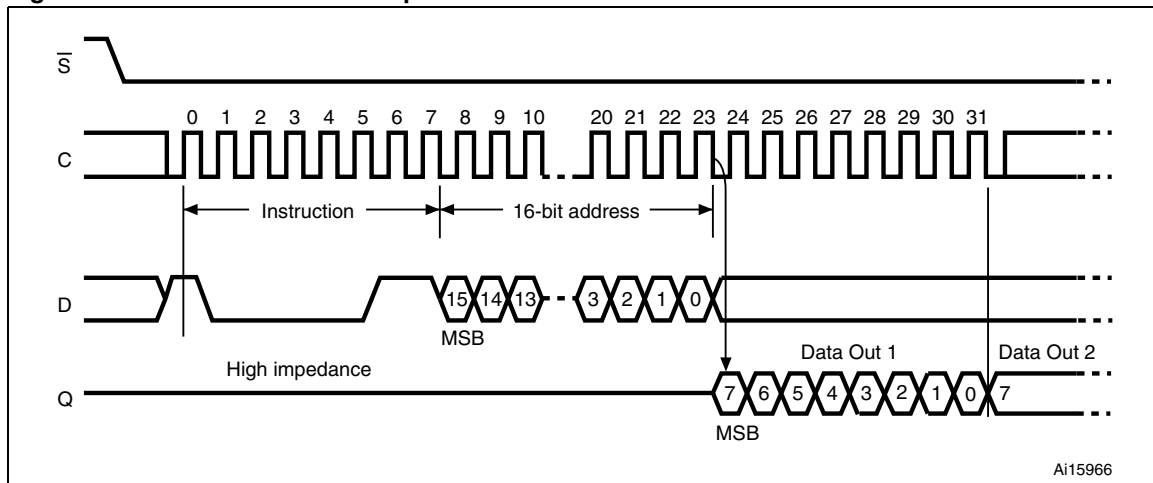 S
0 1 2 3 4 5 6 7 8 9 10 20 21 22 23 24 25 26 27 28 29 30 31
C
Instruction 16-bit address
D
15 14 13 3 2 1 0
MSB
High impedance Data Out 1 Data Out 2
Q
7 6 5 4 3 2 1 0 7
MSB
Ai15966